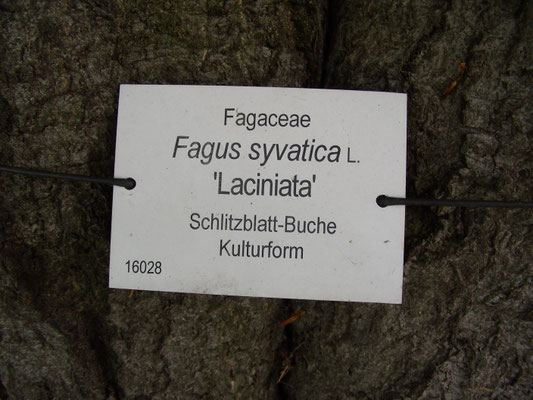 Fagaceae
Fagus syvatica L.
'Laciniata'
Schlitzblatt-Buche
Kulturform
16028